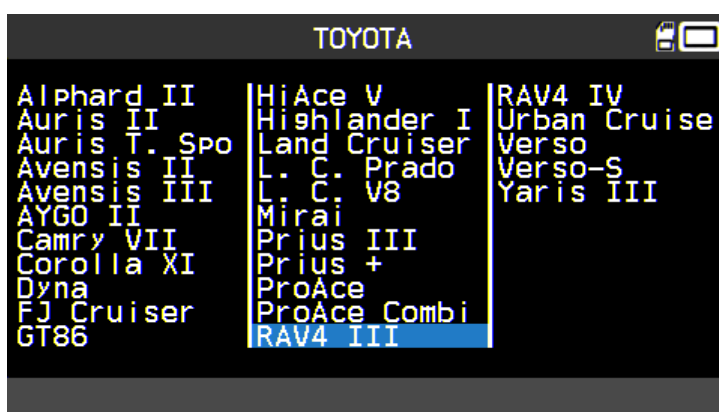 TOYOTA
Alphard II
Auris II
Auris T. Spo
Avensis II
Avensis III
AYGO II
Camry VII
Corolla XI
Dyna
FJ Cruiser
GT86
HiAce V
Highlander I
Land Cruiser
L. C. Prado
L. C. V8
Mirai
Prius III
Prius +
ProAce
ProAce Combi
RAV4 III
RAV4 IV
Urban Cruise
Verso
Verso-S
Yaris III